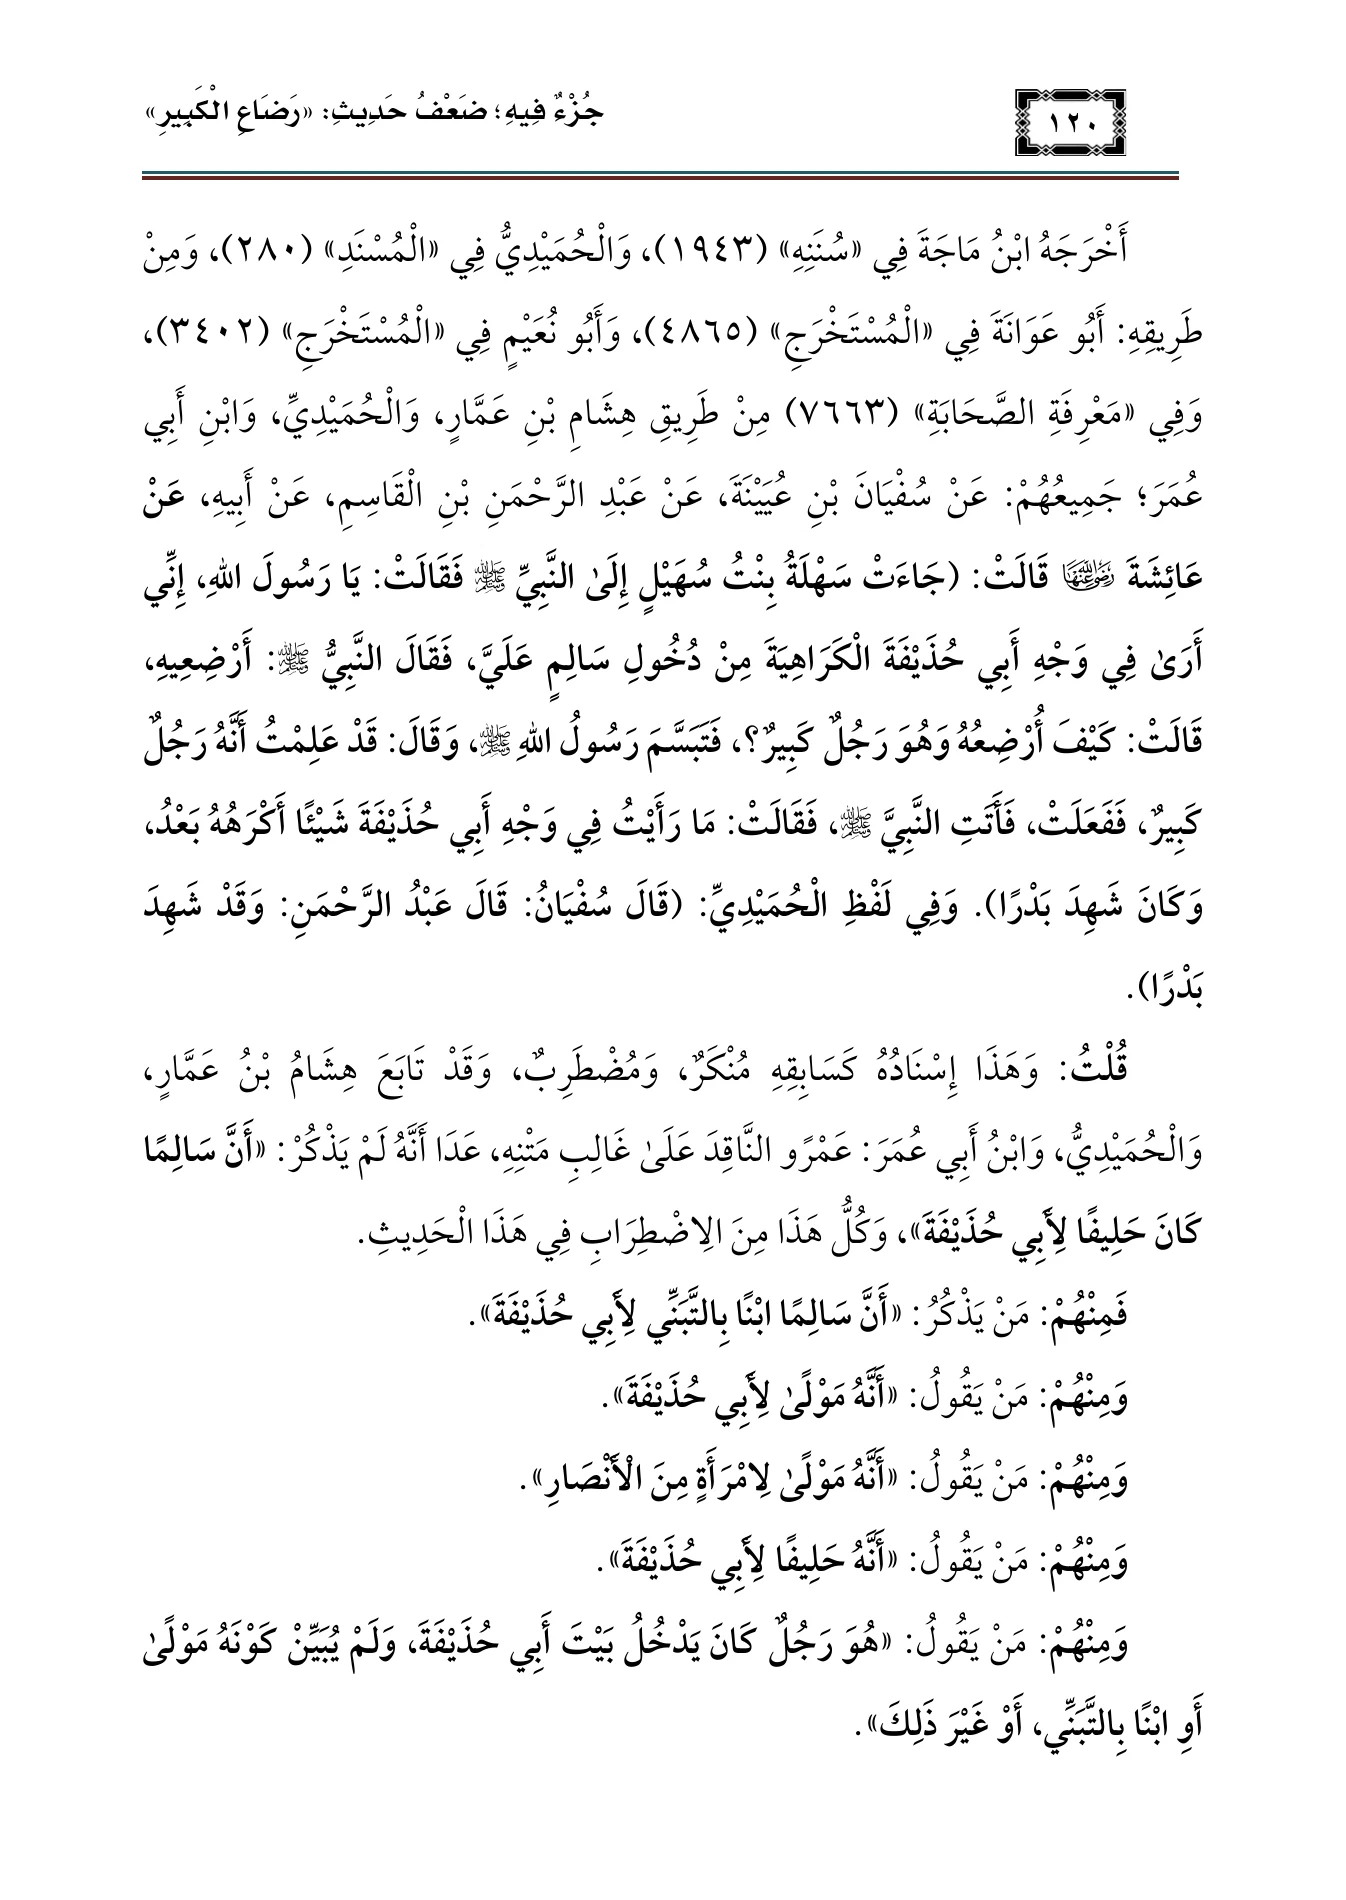 جُزْءٌ فِيهِ؛ ضَعْفُ حَدِيثِ: «رَضَاعِ الْكَبِيرِ»
١٢٠
أَخْرَجَهُ ابْنُ مَاجَةَ فِي «سُنَنِهِ» (١٩٤٣)، وَالْحُمَيْدِيُّ فِي «الْمُسْنَدِ» (٢٨٠)، وَمِنْ
طَرِيقِهِ: أَبُو عَوَانَةَ فِي «الْمُسْتَخْرَجِ» (٤٨٦٥)، وَأَبُو نُعَيْمٍ فِي «الْمُسْتَخْرَجِ» (٣٤٠٢)،
وَفِي «مَعْرِفَةِ الصَّحَابَةِ» (٧٦٦٣) مِنْ طَرِيقِ هِشَامِ بْنِ عَمَّارٍ، وَالْحُمَيْدِيِّ، وَابْنِ أَبِي
عُمَرَ؛ جَمِيعُهُمْ: عَنْ سُفْيَانَ بْنِ عُيَيْنَةَ، عَنْ عَبْدِ الرَّحْمَنِ بْنِ الْقَاسِمِ، عَنْ أَبِيهِ، عَنْ
عَائِشَةَ رَضِيَ اللَّهُ عَنْهَا قَالَتْ: (جَاءَتْ سَهْلَةُ بِنْتُ سُهَيْلٍ إِلَىٰ النَّبِيِّ ﷺ فَقَالَتْ: يَا رَسُولَ اللهِ، إِنِّي
أَرَىٰ فِي وَجْهِ أَبِي حُذَيْفَةَ الْكَرَاهِيَةَ مِنْ دُخُولِ سَالِمٍ عَلَيَّ، فَقَالَ النَّبِيُّ ﷺ: أَرْضِعِيهِ،
قَالَتْ: كَيْفَ أُرْضِعُهُ وَهُوَ رَجُلٌ كَبِيرٌ؟، فَتَبَسَّمَ رَسُولُ اللهِ ﷺ، وَقَالَ: قَدْ عَلِمْتُ أَنَّهُ رَجُلٌ
كَبِيرٌ، فَفَعَلَتْ، فَأَتَتِ النَّبِيَّ ﷺ، فَقَالَتْ: مَا رَأَيْتُ فِي وَجْهِ أَبِي حُذَيْفَةَ شَيْئًا أَكْرَهُهُ بَعْدُ،
وَكَانَ شَهِدَ بَدْرًا). وَفِي لَفْظِ الْحُمَيْدِيِّ: (قَالَ سُفْيَانُ: قَالَ عَبْدُ الرَّحْمَنِ: وَقَدْ شَهِدَ
بَدْرًا).
قُلْتُ: وَهَذَا إِسْنَادُهُ كَسَابِقِهِ مُنْكَرٌ، وَمُضْطَرِبٌ، وَقَدْ تَابَعَ هِشَامُ بْنُ عَمَّارٍ،
وَالْحُمَيْدِيُّ، وَابْنُ أَبِي عُمَرَ: عَمْرًو النَّاقِدَ عَلَىٰ غَالِبِ مَتْنِهِ، عَدَا أَنَّهُ لَمْ يَذْكُرْ: «أَنَّ سَالِمًا
كَانَ حَلِيفًا لِأَبِي حُذَيْفَةَ»، وَكُلُّ هَذَا مِنَ الِاضْطِرَابِ فِي هَذَا الْحَدِيثِ.
فَمِنْهُمْ: مَنْ يَذْكُرُ: «أَنَّ سَالِمًا ابْنًا بِالتَّبَنِّي لِأَبِي حُذَيْفَةَ».
وَمِنْهُمْ: مَنْ يَقُولُ: «أَنَّهُ مَوْلًىٰ لِأَبِي حُذَيْفَةَ».
وَمِنْهُمْ: مَنْ يَقُولُ: «أَنَّهُ مَوْلًىٰ لِامْرَأَةٍ مِنَ الْأَنْصَارِ».
وَمِنْهُمْ: مَنْ يَقُولُ: «أَنَّهُ حَلِيفًا لِأَبِي حُذَيْفَةَ».
وَمِنْهُمْ: مَنْ يَقُولُ: «هُوَ رَجُلٌ كَانَ يَدْخُلُ بَيْتَ أَبِي حُذَيْفَةَ، وَلَمْ يُبَيِّنْ كَوْنَهُ مَوْلًىٰ
أَوِ ابْنًا بِالتَّبَنِّي، أَوْ غَيْرَ ذَلِكَ».